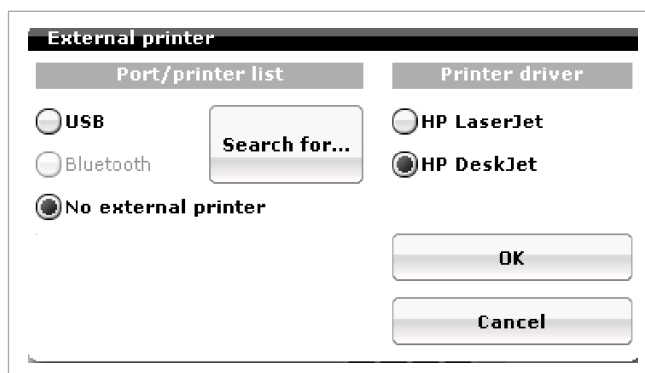 External printer
Port/printer list
Printer driver
USB
Bluetooth
No external printer
Search for...
HP LaserJet
HP DeskJet
OK
Cancel